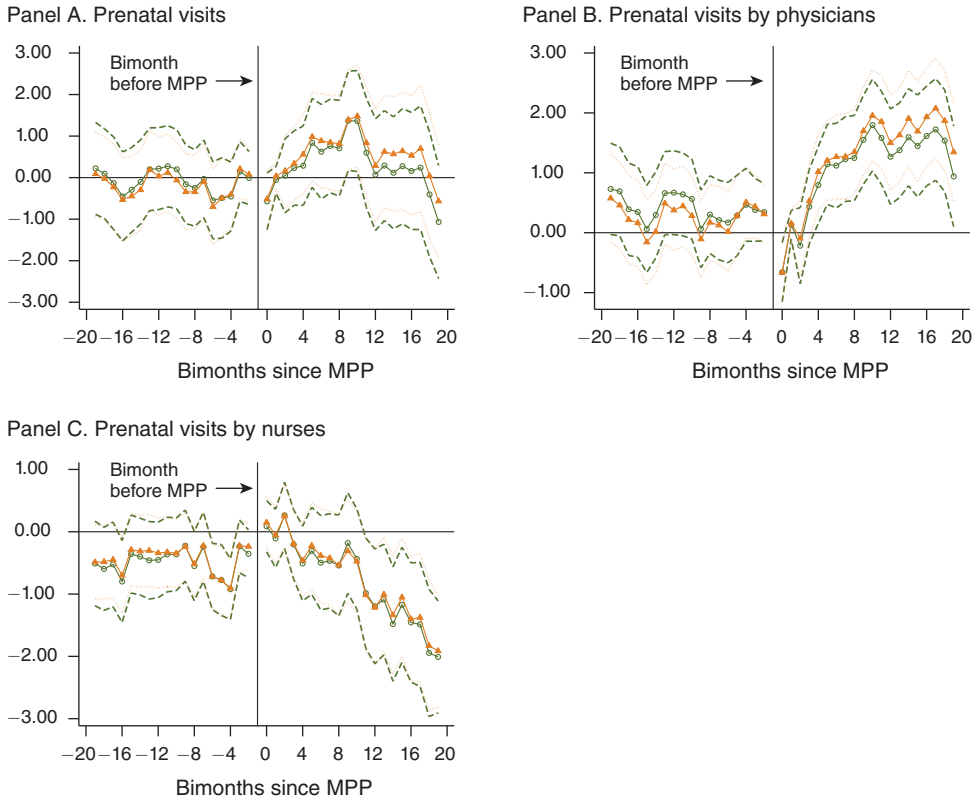 Panel A. Prenatal visits
3.00
2.00
1.00
0.00
−1.00
−2.00
−3.00
Bimonth
before MPP
−20 −16 −12 −8 −4 0 4 8 12 16 20
Bimonths since MPP
Panel B. Prenatal visits by physicians
3.00
2.00
1.00
0.00
−1.00
Bimonth
before MPP
−20 −16 −12 −8 −4 0 4 8 12 16 20
Bimonths since MPP
Panel C. Prenatal visits by nurses
1.00
0.00
−1.00
−2.00
−3.00
Bimonth
before MPP
−20 −16 −12 −8 −4 0 4 8 12 16 20
Bimonths since MPP